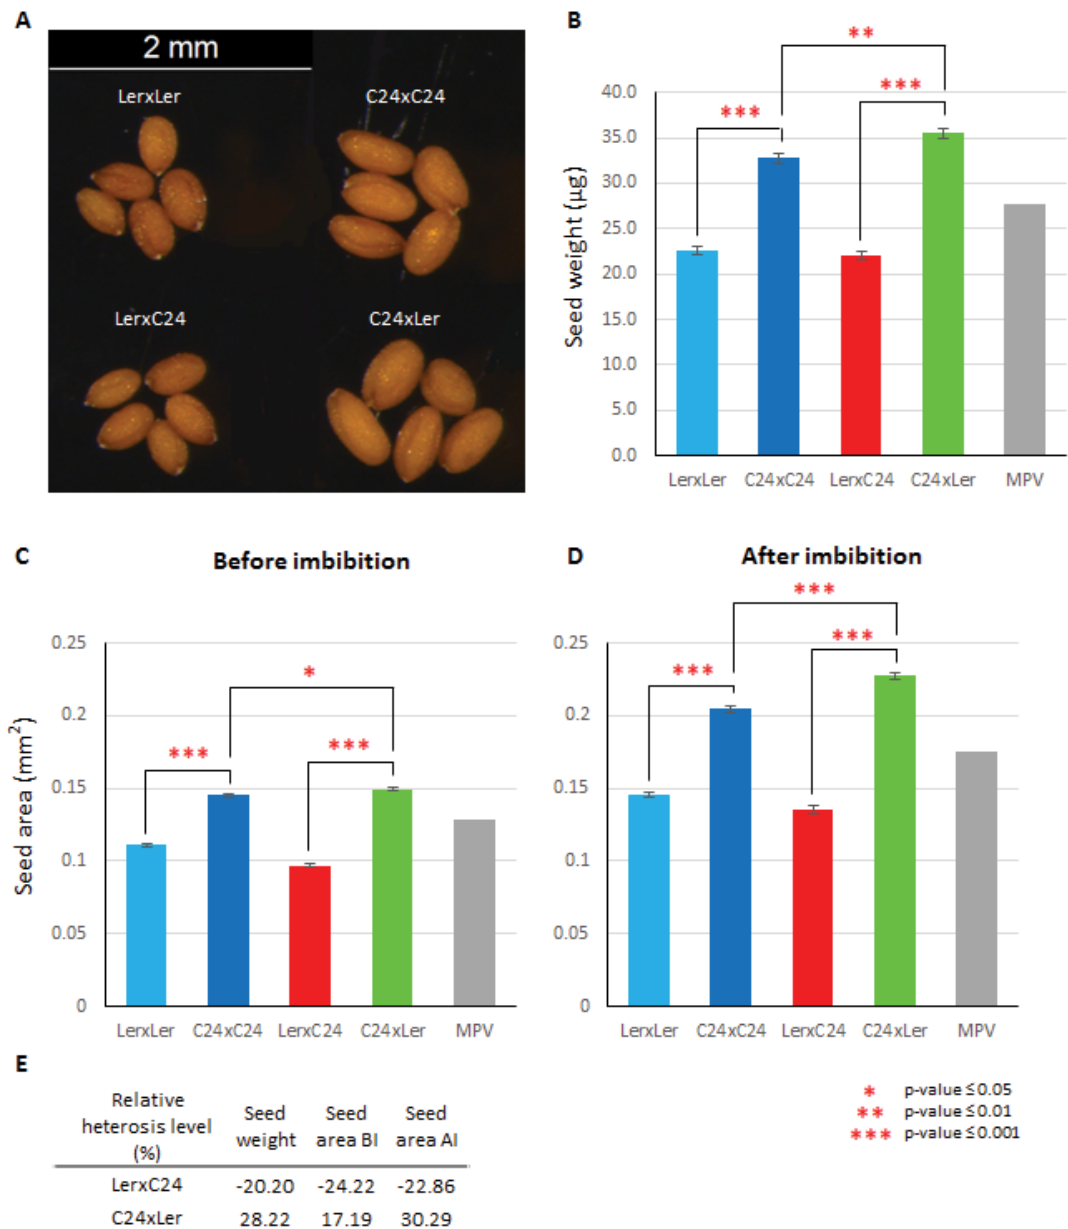 A
2 mm
LerxLer
C24xC24
LerxC24
C24xLer
B
**
***
***
40.0
35.0
30.0
25.0
20.0
15.0
10.0
5.0
0.0
Seed weight (µg)
LerxLer C24xC24 LerxC24 C24xLer MPV
C
Before imbibition
*
***
***
0.25
0.2
0.15
0.1
0.05
0
Seed area (mm²)
LerxLer C24xC24 LerxC24 C24xLer MPV
D
After imbibition
***
***
***
0.25
0.2
0.15
0.1
0.05
0
LerxLer C24xC24 LerxC24 C24xLer MPV
E
Relative heterosis level (%) Seed weight Seed area BI Seed area AI
LerxC24 -20.20 -24.22 -22.86
C24xLer 28.22 17.19 30.29
* p-value ≤ 0.05
** p-value ≤ 0.01
*** p-value ≤ 0.001